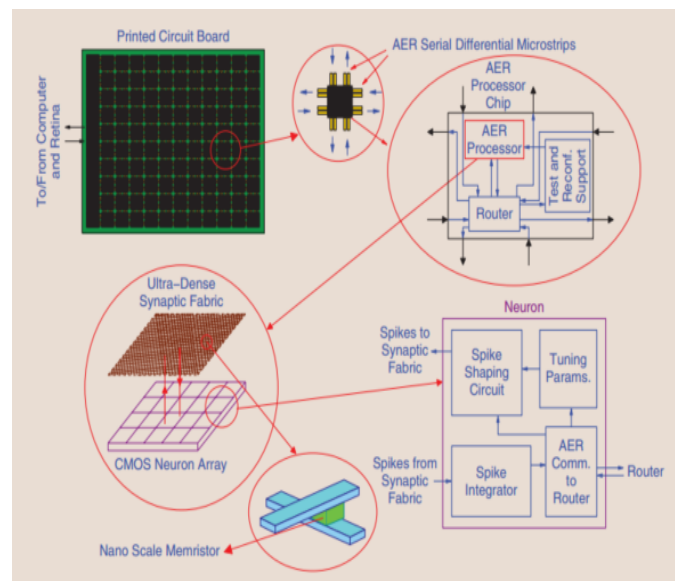 Printed Circuit Board
AER Serial Differential Microstrips
To/From Computer
and Retina
AER
Processor
Chip
AER
Processor
Test and
Reconf.
Support
Router
Ultra-Dense
Synaptic Fabric
CMOS Neuron Array
Nano Scale Memristor
Neuron
Spikes to
Synaptic
Fabric
Spike
Shaping
Circuit
Tuning
Params.
Spikes from
Synaptic
Fabric
Spike
Integrator
AER
Comm.
to
Router
Router